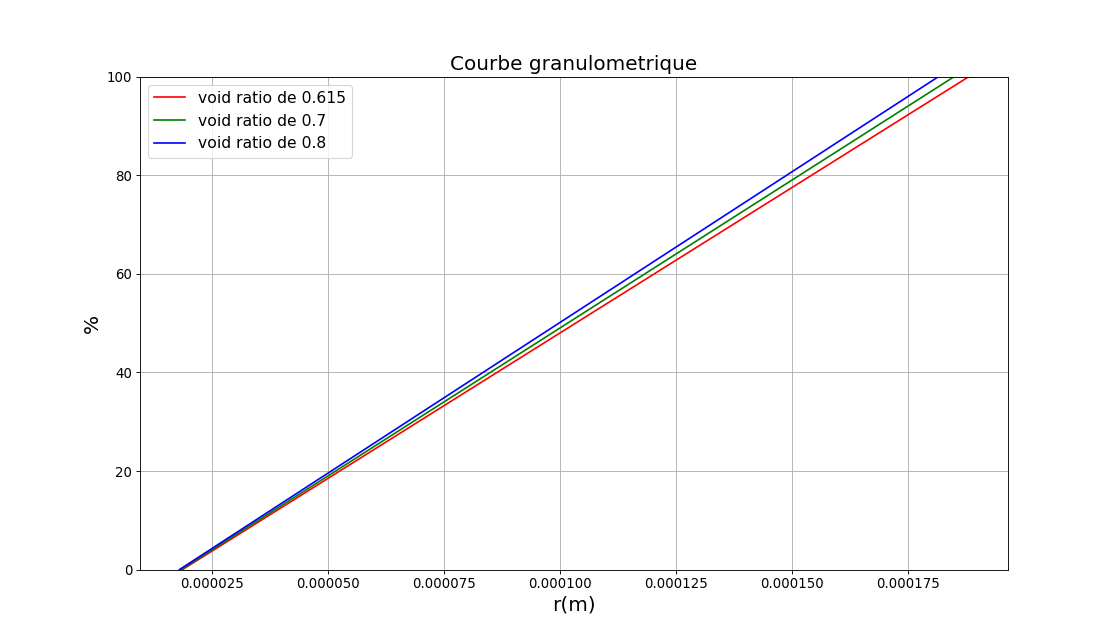 Courbe granulometrique
void ratio de 0.615
void ratio de 0.7
void ratio de 0.8
100
80
60
40
20
0
%
0.000025 0.000050 0.000075 0.000100 0.000125 0.000150 0.000175
r(m)